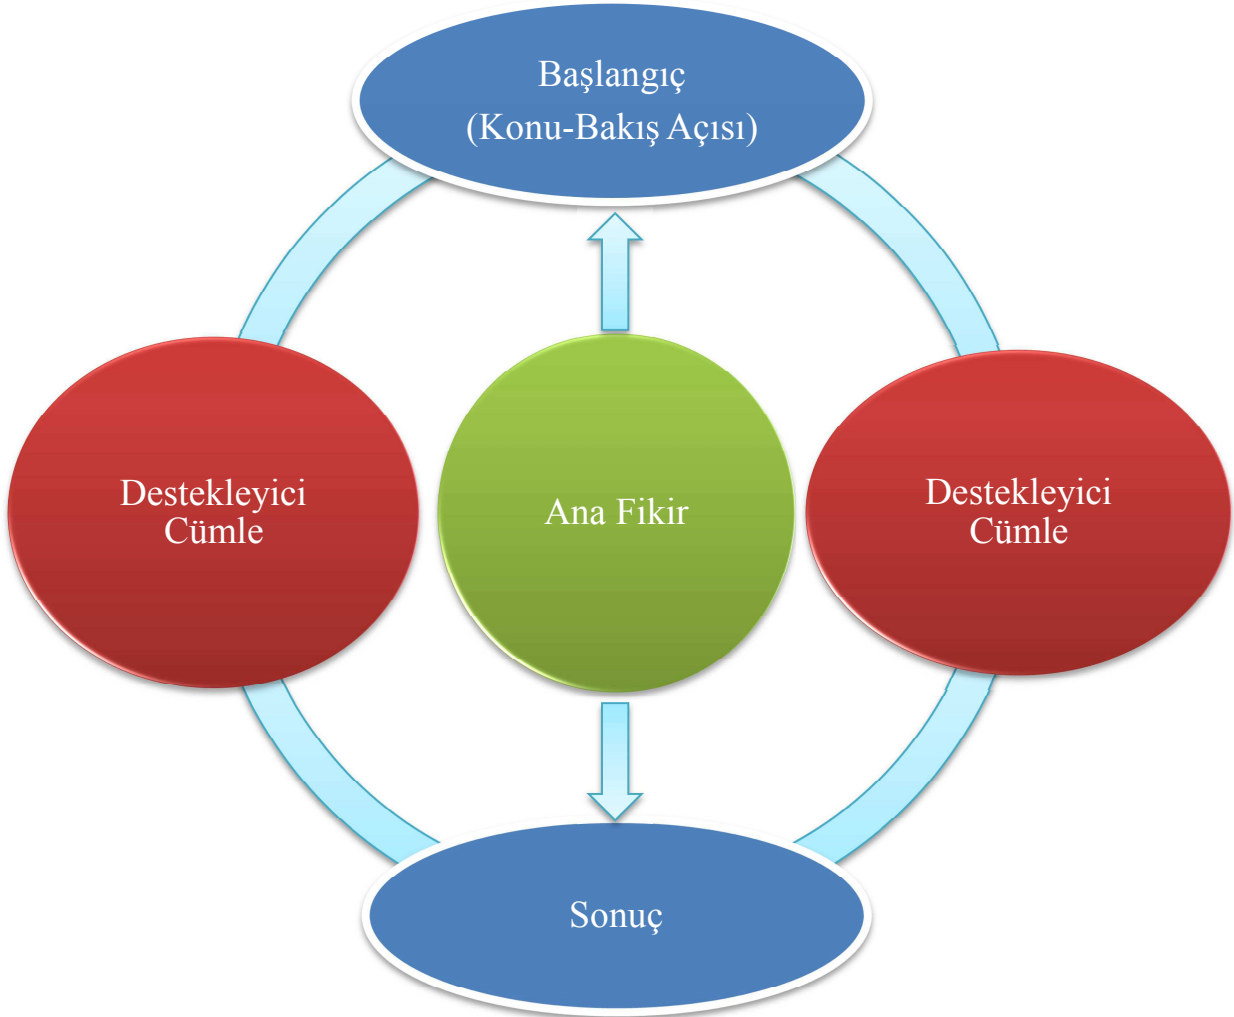 Başlangıç
(Konu-Bakış Açısı)
Destekleyici
Cümle
Ana Fikir
Destekleyici
Cümle
Sonuç